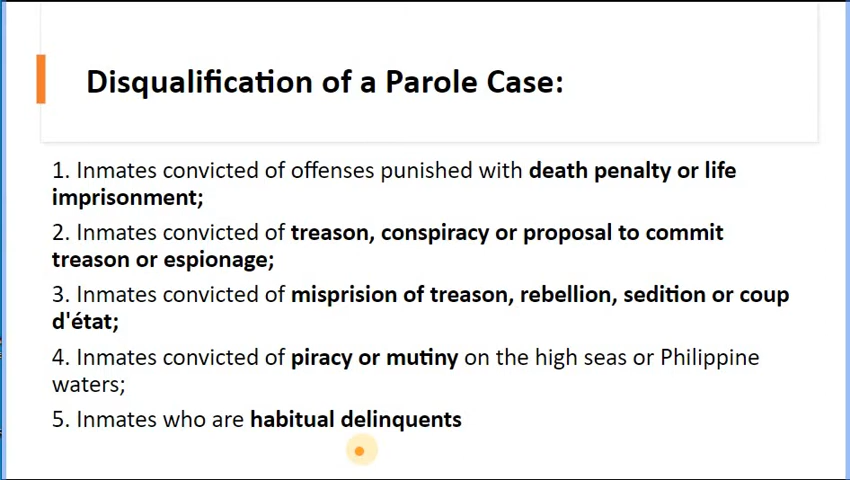 Disqualification of a Parole Case:
1. Inmates convicted of offenses punished with death penalty or life
imprisonment;
2. Inmates convicted of treason, conspiracy or proposal to commit
treason or espionage;
3. Inmates convicted of misprision of treason, rebellion, sedition or coup
d'état;
4. Inmates convicted of piracy or mutiny on the high seas or Philippine
waters;
5. Inmates who are habitual delinquents